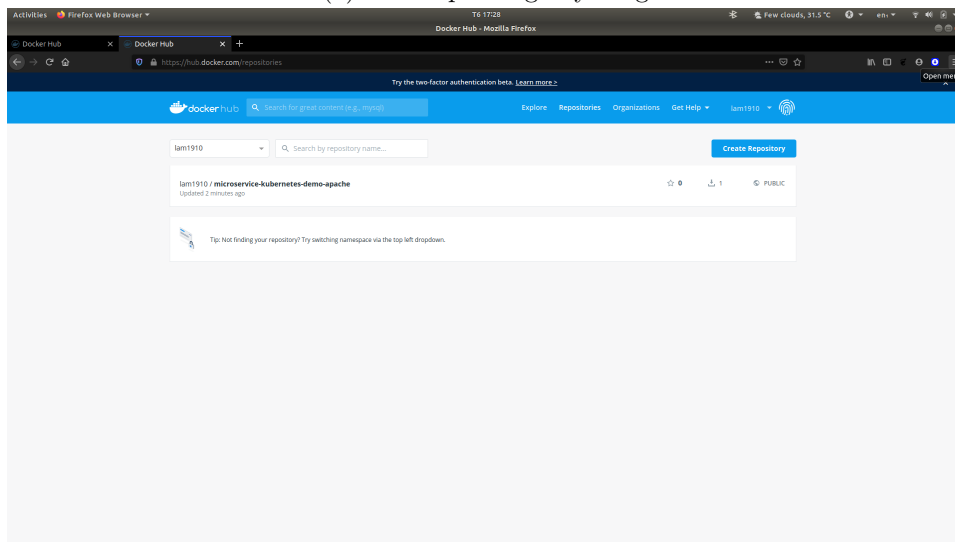 Activities Firefox Web Browser T6 17:28 Few clouds, 31.5 °C en
Docker Hub - Mozilla Firefox
Docker Hub × Docker Hub × +
https://hub.docker.com/repositories
Open
Try the two-factor authentication beta. Learn more >
dockerhub Search for great content (e.g., mysql) Explore Repositories Organizations Get Help lam1910
lam1910 Search by repository name... Create Repository
lam1910 / microservice-kubernetes-demo-apache 0 1 PUBLIC
Updated 2 minutes ago
Tip: Not finding your repository? Try switching namespace via the top left dropdown.